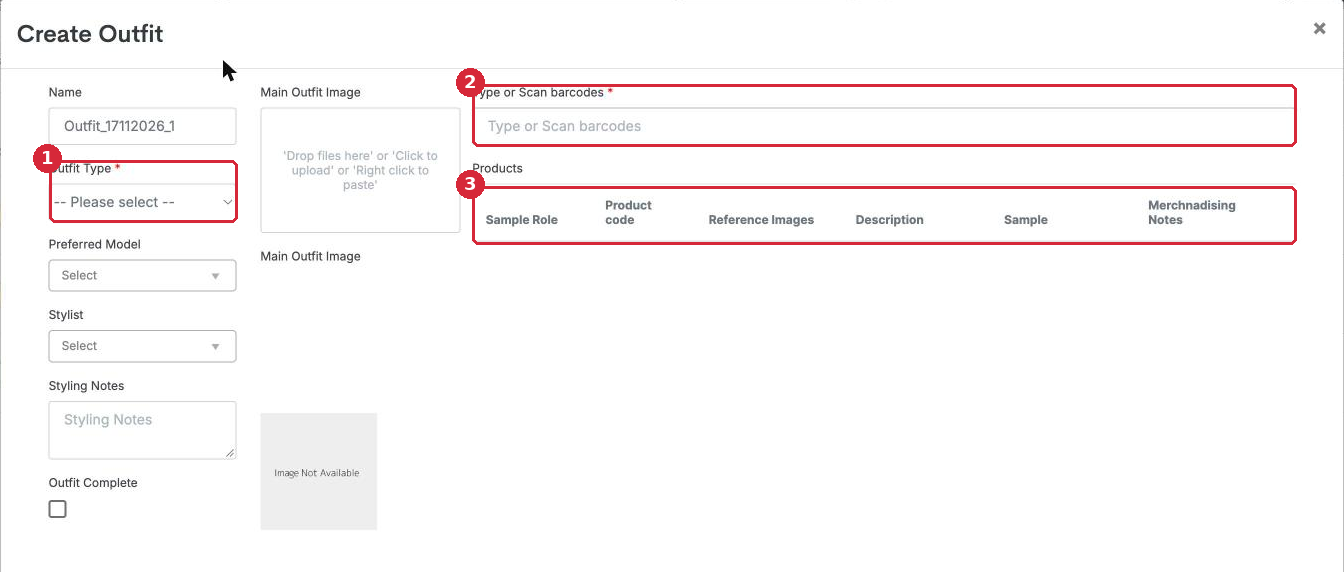 Create Outfit
×
Name
Outfit_17112026_1
1
Outfit Type *
-- Please select --
Preferred Model
Select
Stylist
Select
Styling Notes
Styling Notes
Outfit Complete
Main Outfit Image
'Drop files here' or 'Click to
upload' or 'Right click to
paste'
Main Outfit Image
Image Not Available
2
Type or Scan barcodes *
Type or Scan barcodes
Products
3
Sample Role
Product
code
Reference Images
Description
Sample
Merchnadising
Notes